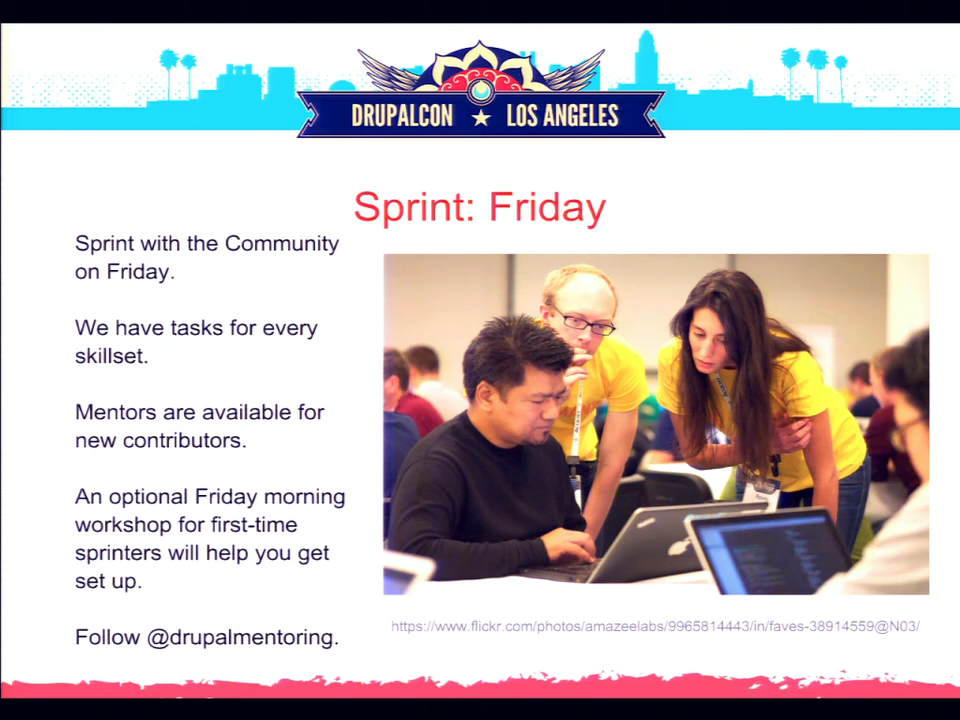 DRUPALCON ★ LOS ANGELES
Sprint: Friday
Sprint with the Community
on Friday.
We have tasks for every
skillset.
Mentors are available for
new contributors.
An optional Friday morning
workshop for first-time
sprinters will help you get
set up.
Follow @drupalmentoring.
https://www.flickr.com/photos/amazeelabs/9965814443/in/faves-38914559@N03/